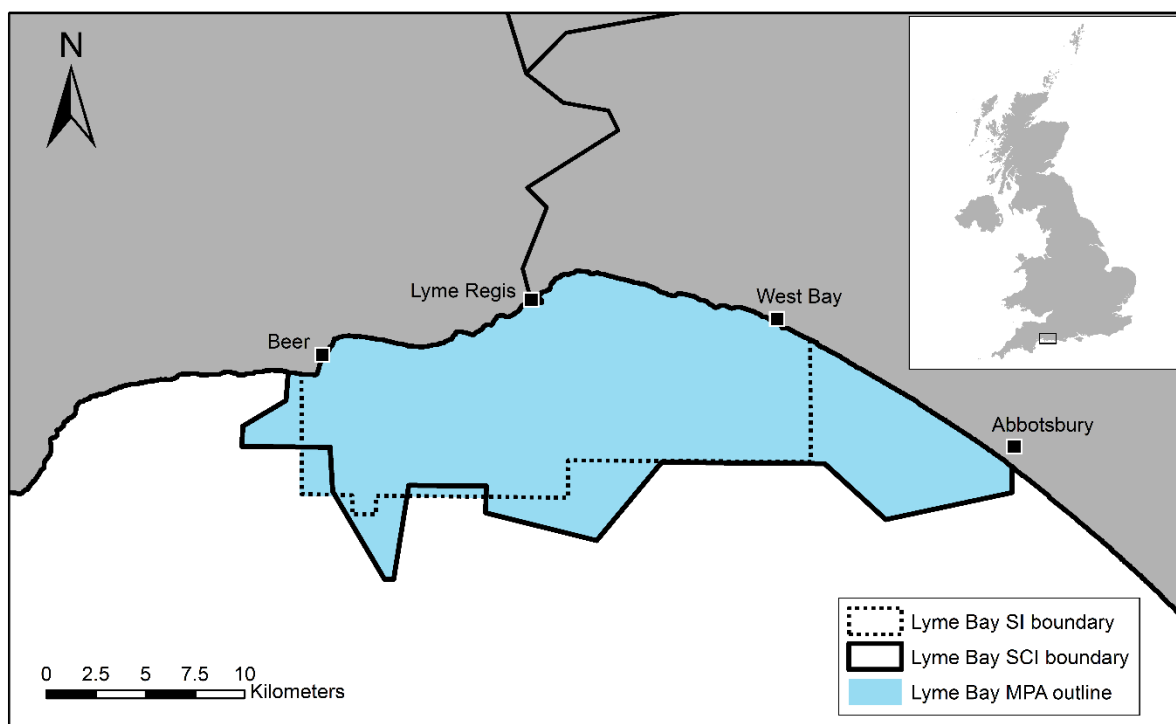 N
Lyme Regis
West Bay
Beer
Abbotsbury
Lyme Bay SI boundary
Lyme Bay SCI boundary
Lyme Bay MPA outline
0 2.5 5 7.5 10
Kilometers